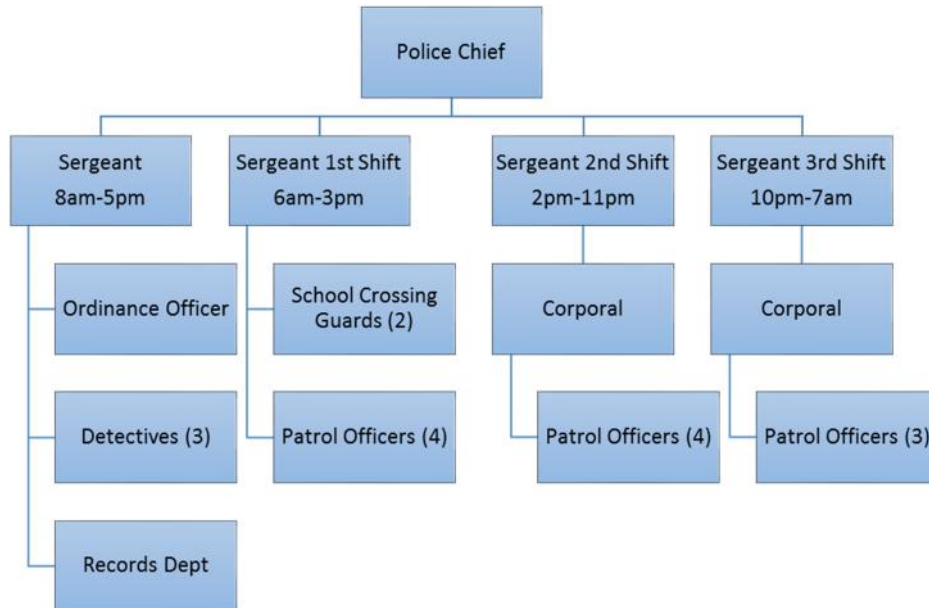 Police Chief
Sergeant
8am-5pm
Sergeant 1st Shift
6am-3pm
Sergeant 2nd Shift
2pm-11pm
Sergeant 3rd Shift
10pm-7am
Ordinance Officer
School Crossing
Guards (2)
Corporal
Corporal
Detectives (3)
Patrol Officers (4)
Patrol Officers (4)
Patrol Officers (3)
Records Dept